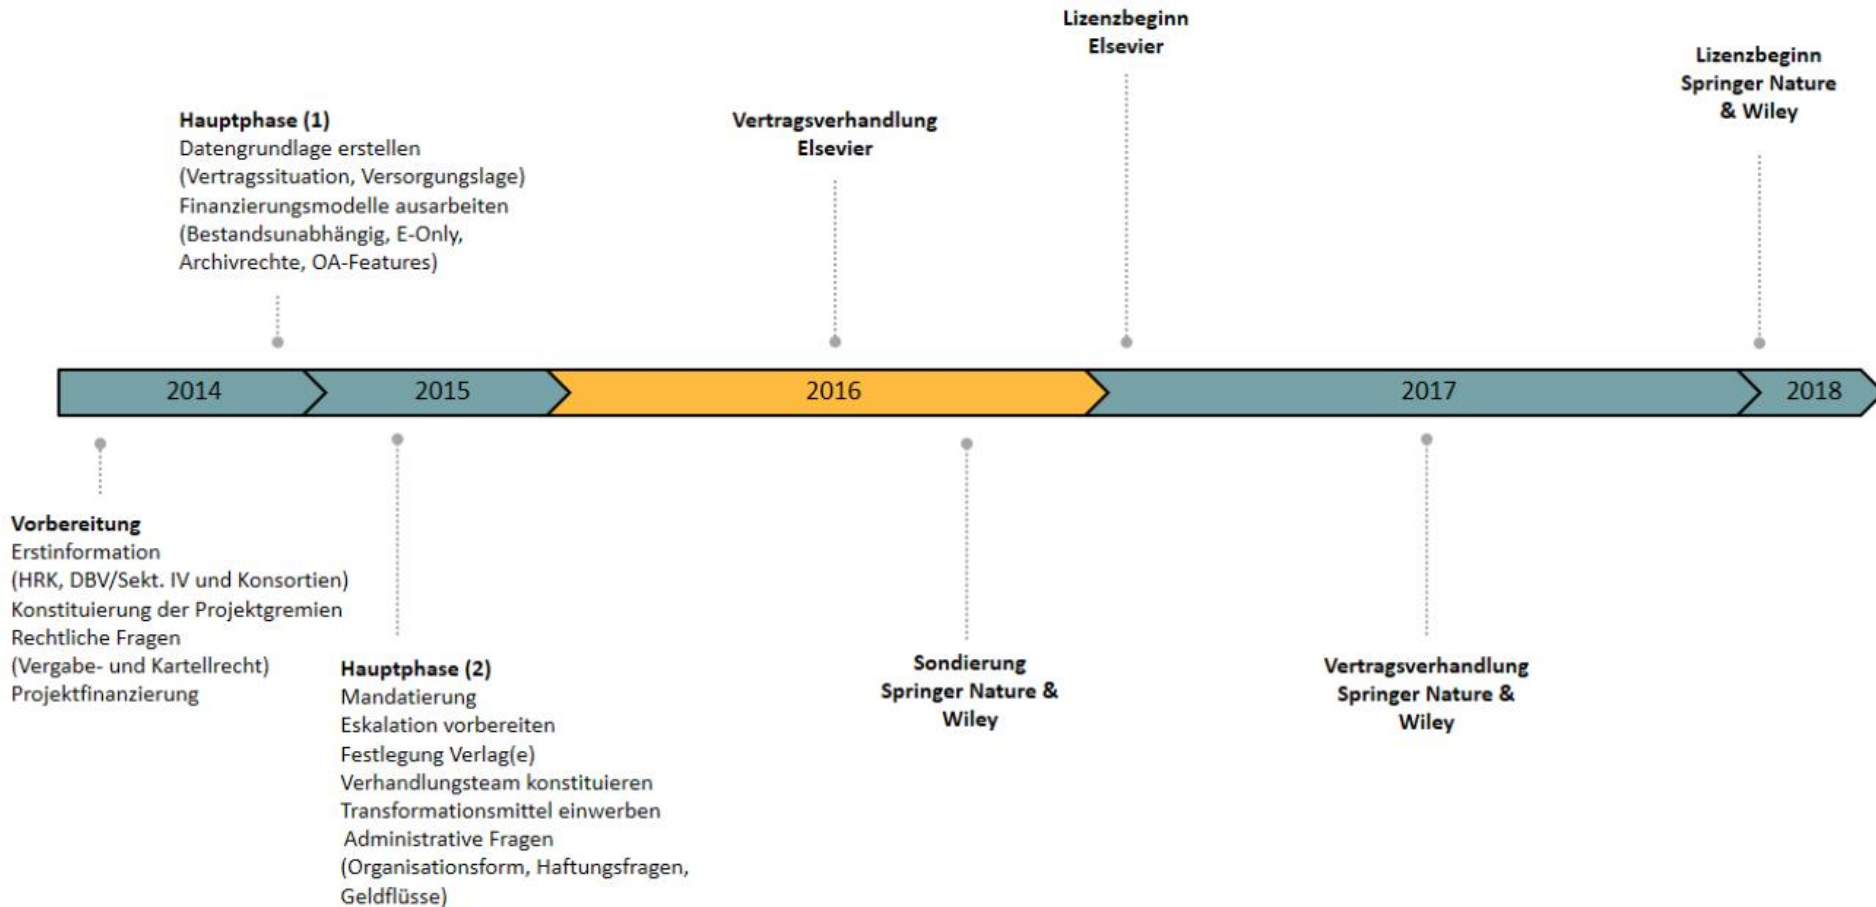 Lizenzbeginn
Elsevier
Lizenzbeginn
Springer Nature
& Wiley
Hauptphase (1)
Datengrundlage erstellen
(Vertragssituation, Versorgungslage)
Finanzierungsmodelle ausarbeiten
(Bestandsunabhängig, E-Only,
Archivrechte, OA-Features)
Vertragsverhandlung
Elsevier
2014
2015
2016
2017
2018
Vorbereitung
Erstinformation
(HRK, DBV/Sekt. IV und Konsortien)
Konstituierung der Projektgremien
Rechtliche Fragen
(Vergabe- und Kartellrecht)
Projektfinanzierung
Hauptphase (2)
Mandatierung
Eskalation vorbereiten
Festlegung Verlag(e)
Verhandlungsteam konstituieren
Transformationsmittel einwerben
Administrative Fragen
(Organisationsform, Haftungsfragen,
Geldflüsse)
Sondierung
Springer Nature &
Wiley
Vertragsverhandlung
Springer Nature &
Wiley